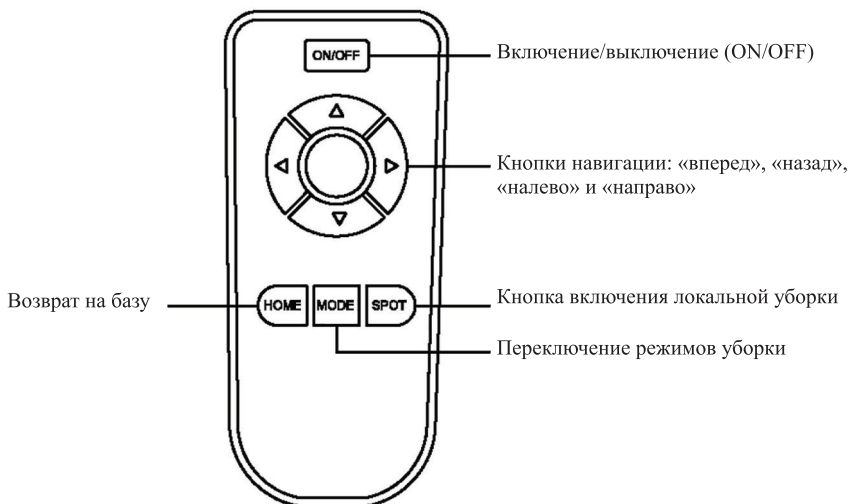 ON/OFF
Включение/выключение (ON/OFF)
Кнопки навигации: «вперед», «назад»,
«налево» и «направо»
Возврат на базу
HOME
MODE
SPOT
Кнопка включения локальной уборки
Переключение режимов уборки